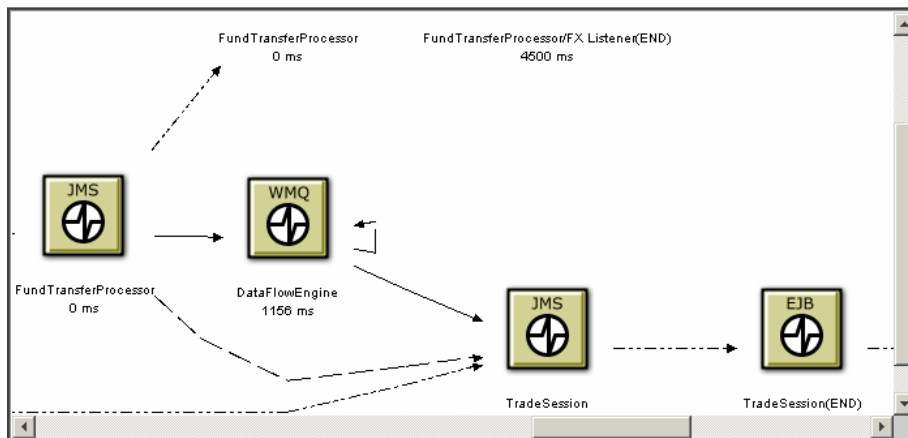 FundTransferProcessor
0 ms
FundTransferProcessor/FX Listener(END)
4500 ms
JMS
WMQ
FundTransferProcessor
0 ms
DataFlowEngine
1156 ms
JMS
EJB
TradeSession
TradeSession(END)